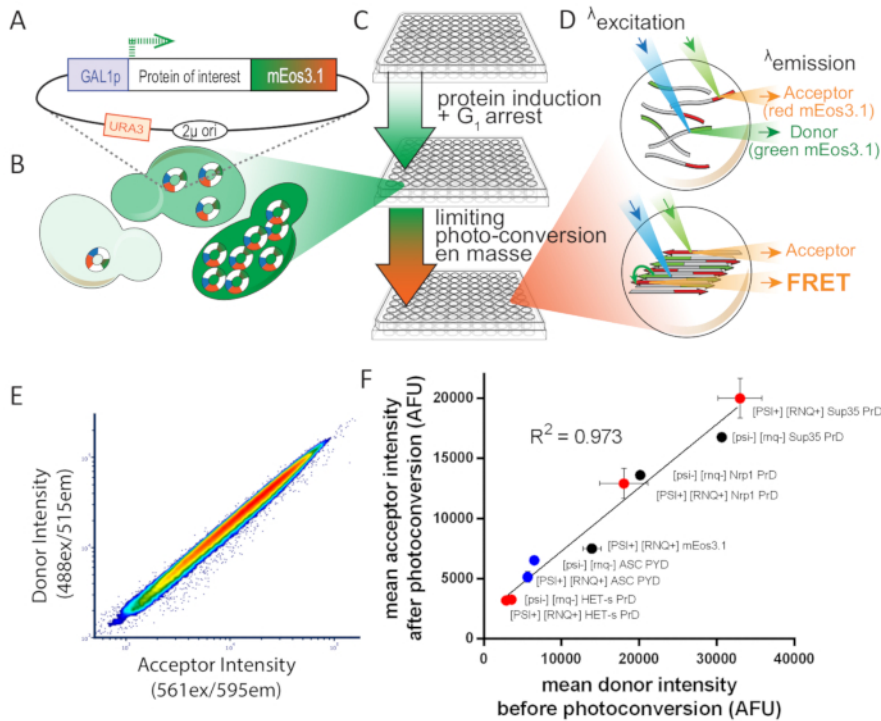 A
GAL1p
Protein of interest
mEos3.1
URA3
2µ ori
B
C
protein induction
+ G1 arrest
limiting
photo-conversion
en masse
D
λexcitation
λemission
Acceptor
(red mEos3.1)
Donor
(green mEos3.1)
Acceptor
FRET
E
Donor Intensity
(488ex/515em)
Acceptor Intensity
(561ex/595em)
F
mean acceptor intensity
after photoconversion (AFU)
20000
15000
10000
5000
0
R2 = 0.973
[PSI+] [RNQ+] Sup35 PrD
[psi-] [rnq-] Sup35 PrD
[psi-] [rnq-] Nrp1 PrD
[PSI+] [RNQ+] Nrp1 PrD
[PSI+] [RNQ+] mEos3.1
[psi-] [rnq-] ASC PYD
[PSI+] [RNQ+] ASC PYD
[psi-] [rnq-] HET-s PrD
[PSI+] [RNQ+] HET-s PrD
0
10000
20000
30000
40000
mean donor intensity
before photoconversion (AFU)